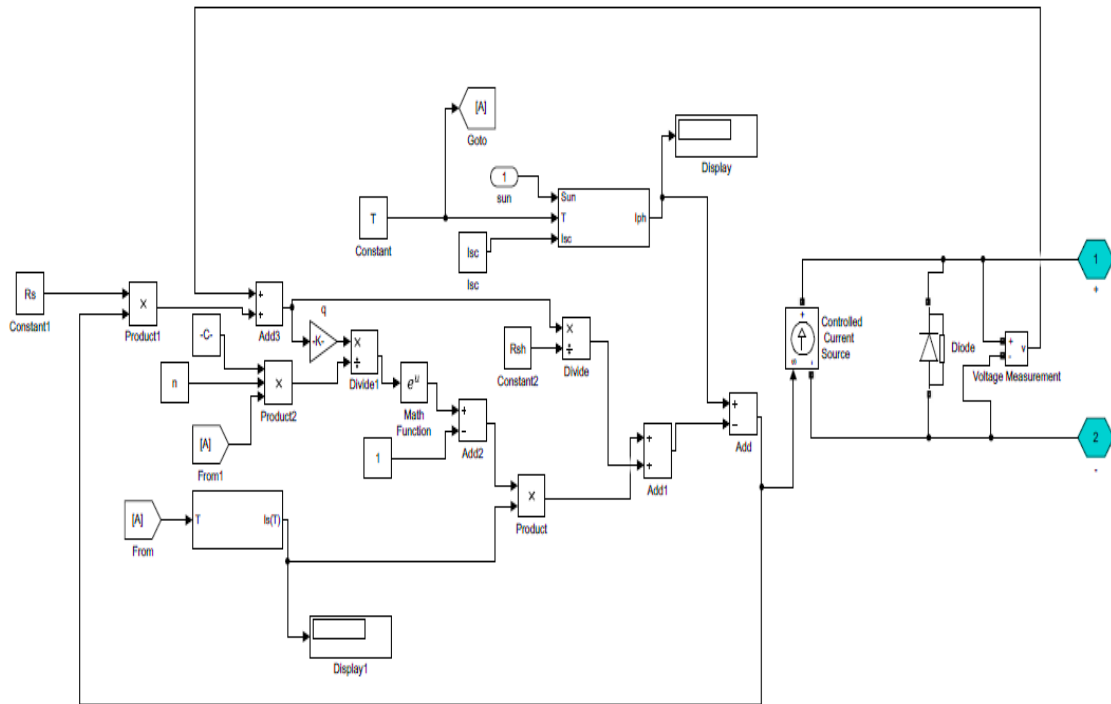 [A]
Goto
Display
1
sun
Sun
T
Isc
Iph
T
Constant
Isc
Isc
1
+
Rs
Constant1
×
Product1
+
+
Add3
q
-K-
-C-
n
×
Product2
×
÷
Divide1
e^u
Math
Function
Rsh
Constant2
×
÷
Divide
+
-
Controlled
Current
Source
Diode
+
-
v
Voltage Measurement
[A]
From1
1
+
−
Add2
×
Product
+
+
Add1
+
−
Add
2
-
[A]
From
T
Is(T)
Display1